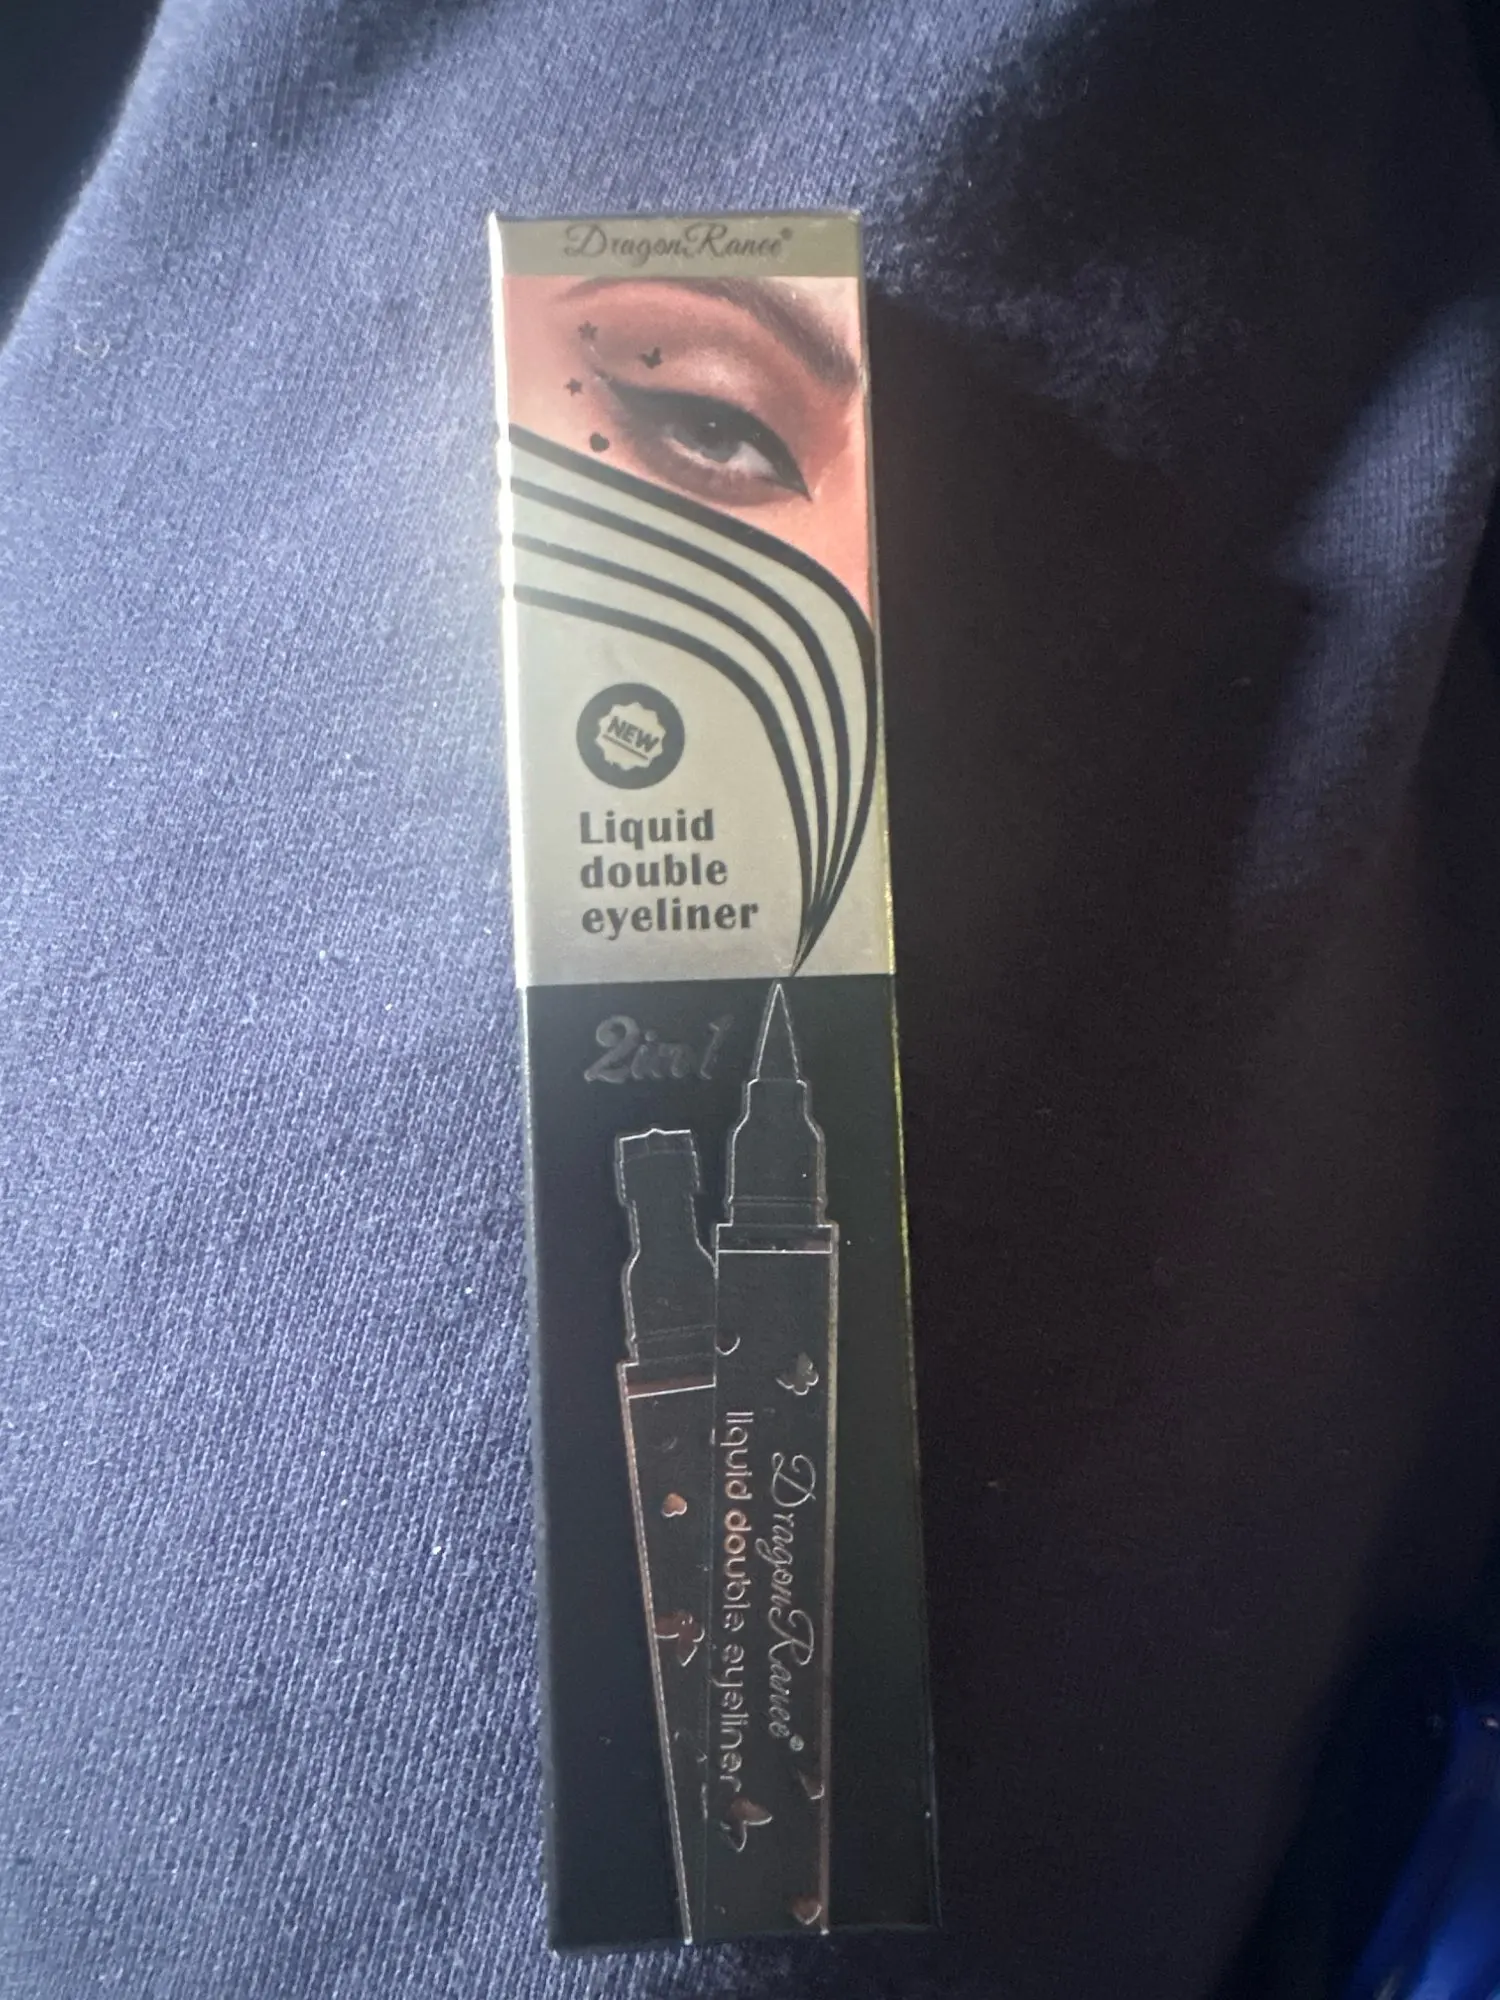 DragonRanee®
NEW
Liquid
double
eyeliner
2in1
DragonRanee®
liquid double eyeliner